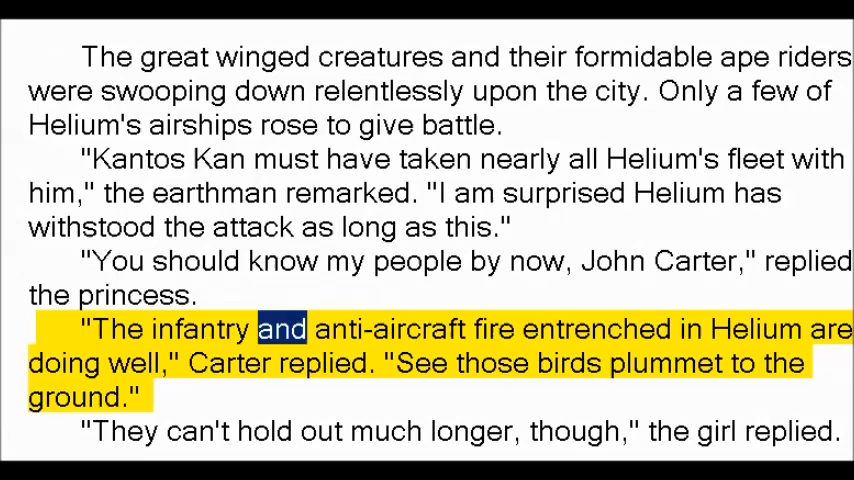 The great winged creatures and their formidable ape riders
were swooping down relentlessly upon the city. Only a few of
Helium's airships rose to give battle.
"Kantos Kan must have taken nearly all Helium's fleet with
him," the earthman remarked. "I am surprised Helium has
withstood the attack as long as this."
"You should know my people by now, John Carter," replied
the princess.
"The infantry and anti-aircraft fire entrenched in Helium are
doing well," Carter replied. "See those birds plummet to the
ground."
"They can't hold out much longer, though," the girl replied.